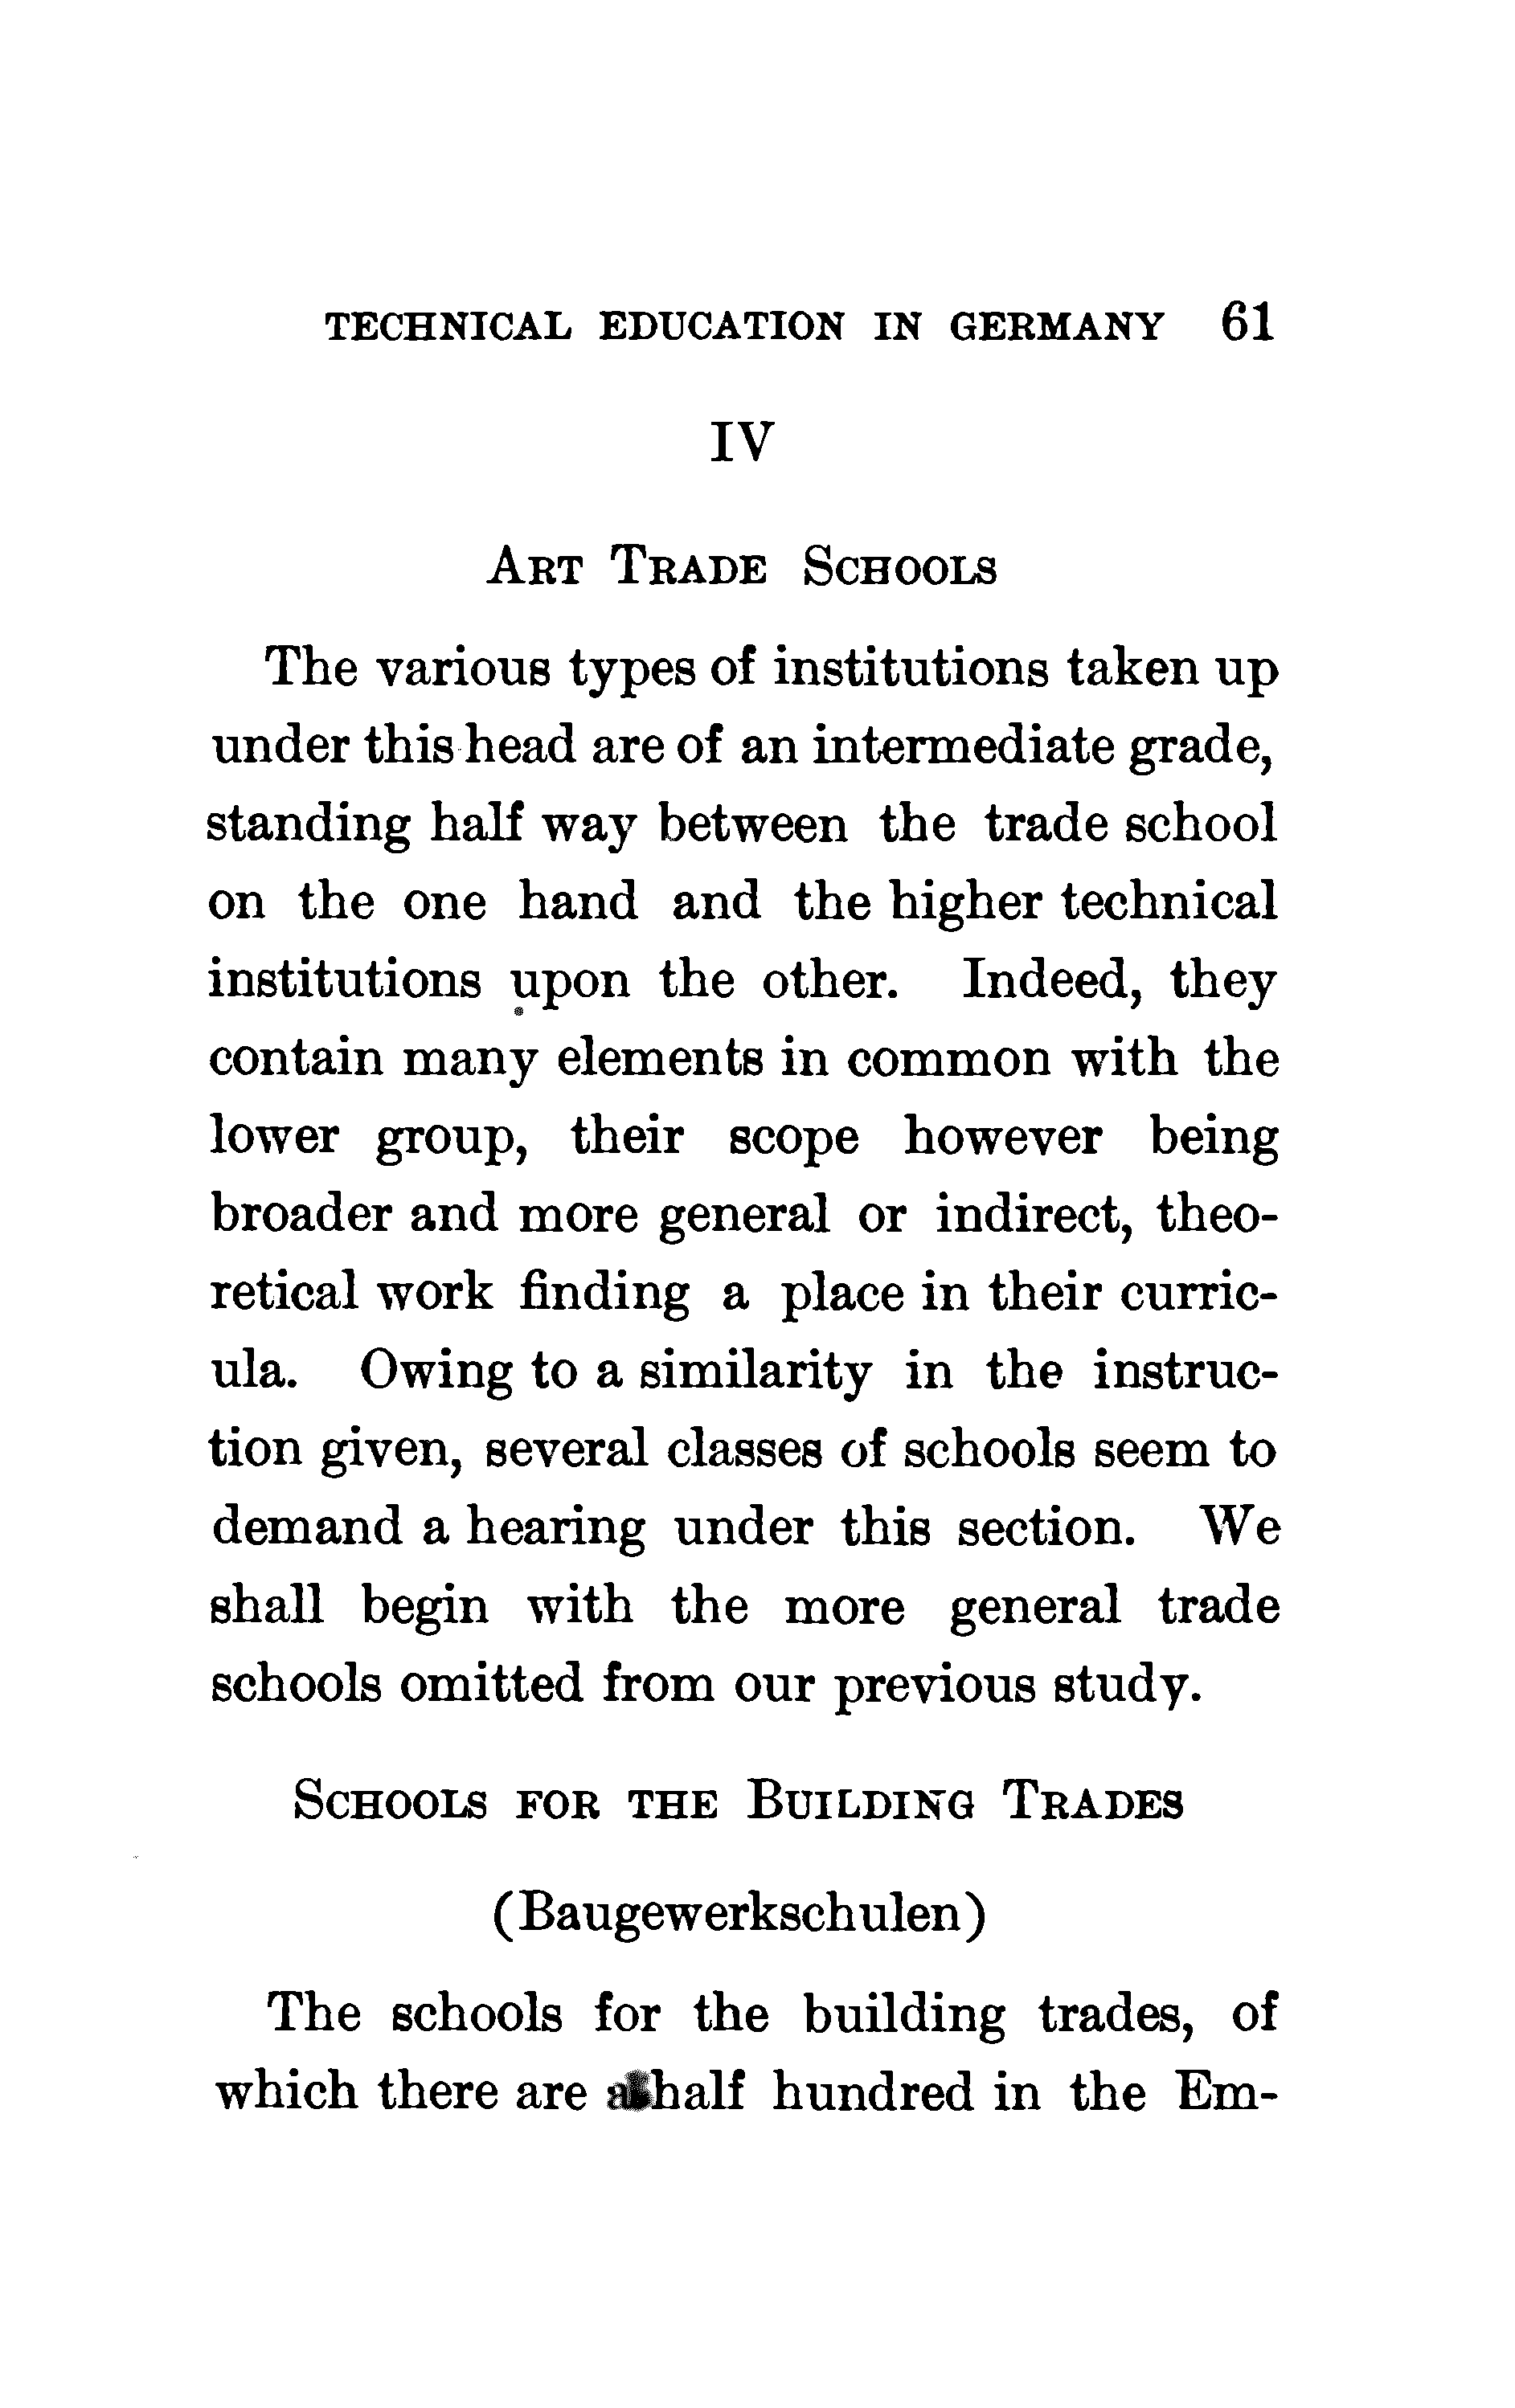 TECHNICAL EDUCATION IN GERMANY 61
IV
ART TRADE SCHOOLS
The various types of institutions taken up
under this head are of an intermediate grade,
standing half way between the trade school
on the one hand and the higher technical
institutions upon the other. Indeed, they
contain many elements in common with the
lower group, their scope however being
broader and more general or indirect, theo-
retical work finding a place in their curric-
ula. Owing to a similarity in the instruc-
tion given, several classes of schools seem to
demand a hearing under this section. We
shall begin with the more general trade
schools omitted from our previous study.
SCHOOLS FOR THE BUILDING TRADES
(Baugewerkschulen)
The schools for the building trades, of
which there are a half hundred in the Em-